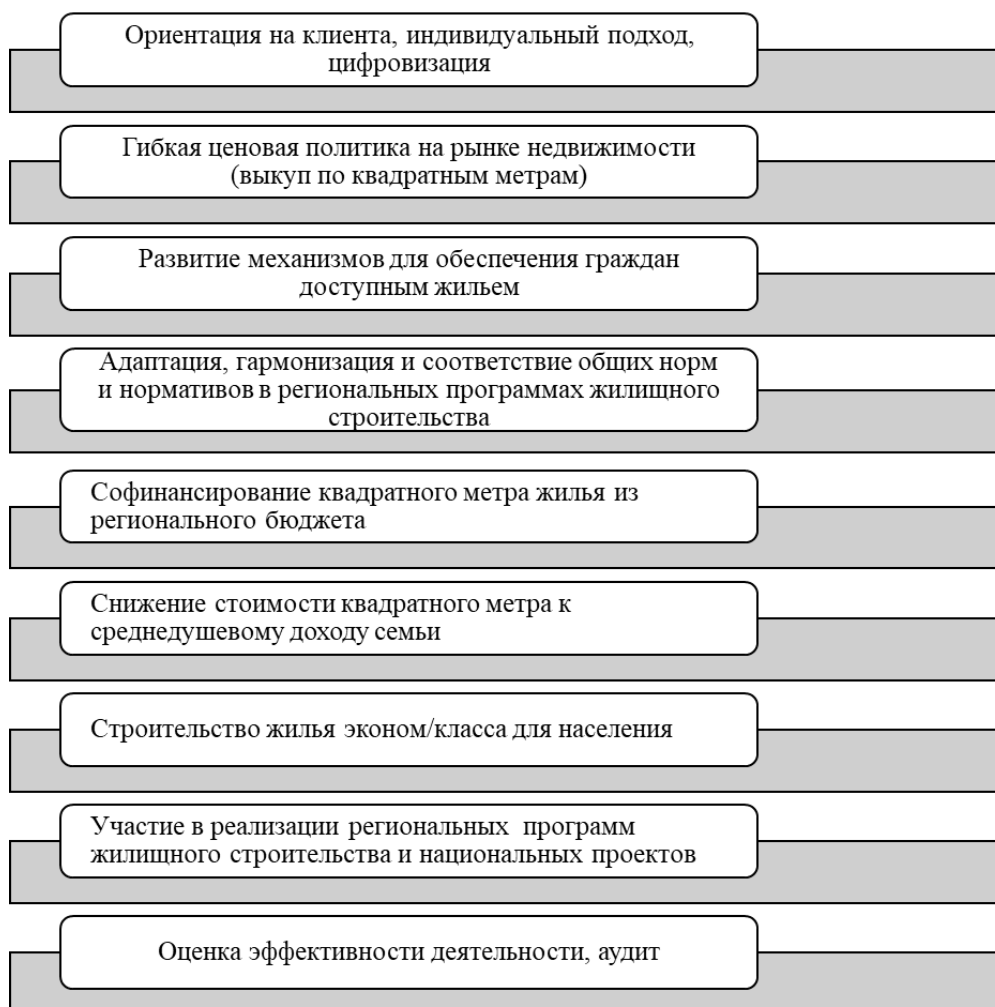 Ориентация на клиента, индивидуальный подход,
цифровизация
Гибкая ценовая политика на рынке недвижимости
(выкуп по квадратным метрам)
Развитие механизмов для обеспечения граждан
доступным жильем
Адаптация, гармонизация и соответствие общих норм
и нормативов в региональных программах жилищного
строительства
Софинансирование квадратного метра жилья из
регионального бюджета
Снижение стоимости квадратного метра к
среднедушевому доходу семьи
Строительство жилья эконом/класса для населения
Участие в реализации региональных программ
жилищного строительства и национальных проектов
Оценка эффективности деятельности, аудит